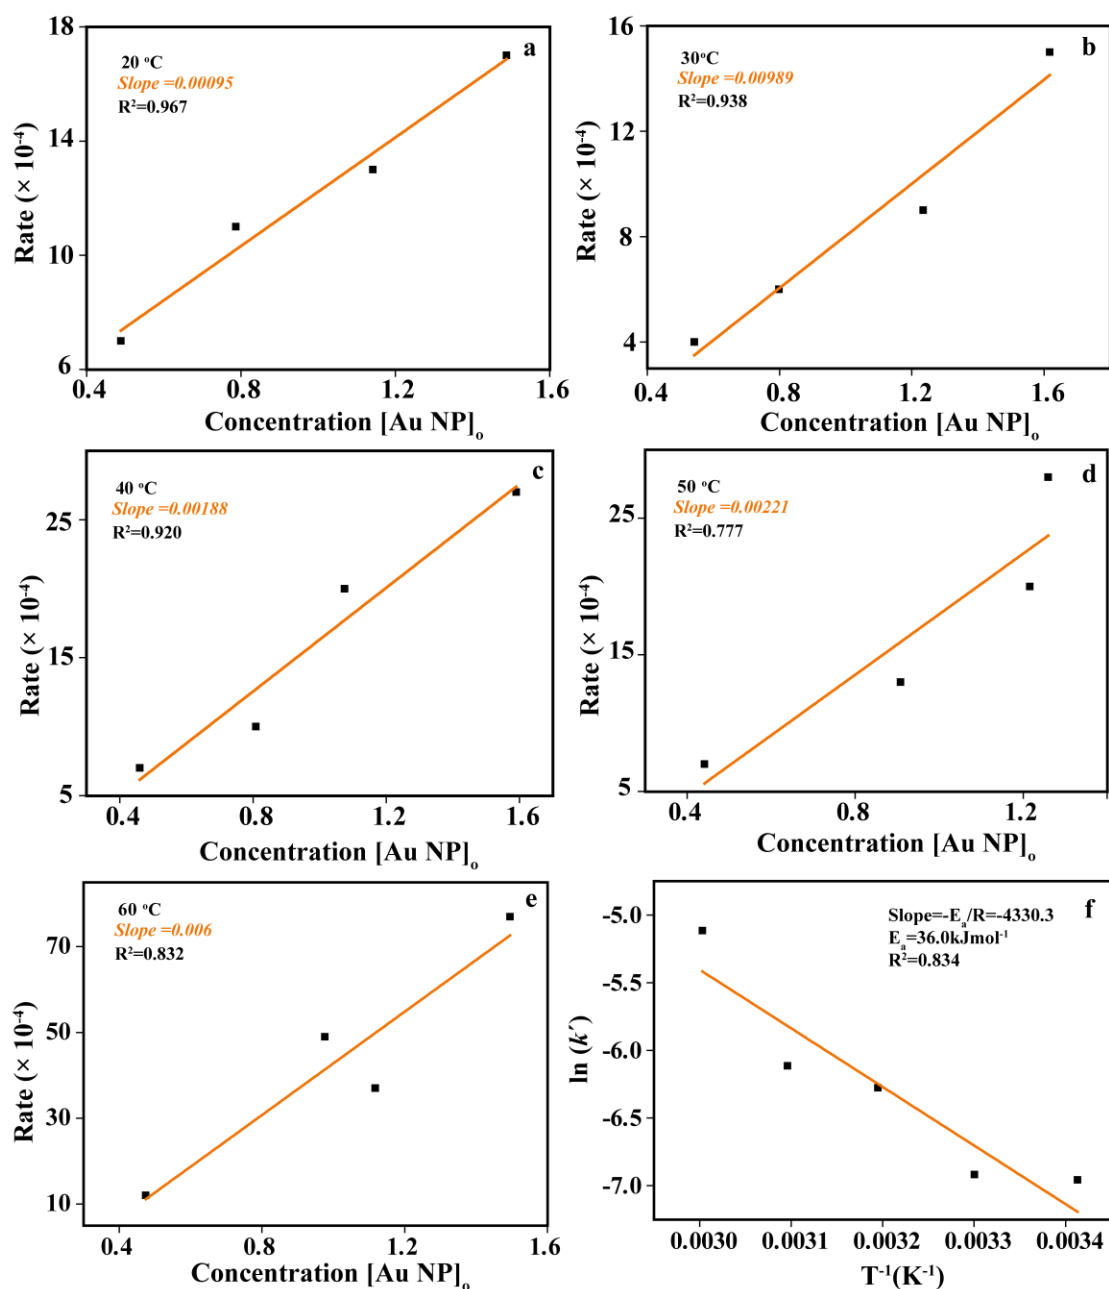 a
20 °C
Slope =0.00095
R²=0.967
18
14
10
6
0.4 0.8 1.2 1.6
Rate (× 10⁻⁴)
Concentration [Au NP]ₒ
b
30°C
Slope =0.00989
R²=0.938
16
12
8
4
0.4 0.8 1.2 1.6
Rate (× 10⁻⁴)
Concentration [Au NP]ₒ
c
40 °C
Slope =0.00188
R²=0.920
25
15
5
0.4 0.8 1.2 1.6
Rate (× 10⁻⁴)
Concentration [Au NP]ₒ
d
50 °C
Slope =0.00221
R²=0.777
25
15
5
0.4 0.8 1.2
Rate (× 10⁻⁴)
Concentration [Au NP]ₒ
e
60 °C
Slope =0.006
R²=0.832
70
50
30
10
0.4 0.8 1.2 1.6
Rate (× 10⁻⁴)
Concentration [Au NP]ₒ
f
Slope=-Eₐ/R=-4330.3
Eₐ=36.0kJmol⁻¹
R²=0.834
-5.0
-5.5
-6.0
-6.5
-7.0
0.0030 0.0031 0.0032 0.0033 0.0034
ln (k′)
T⁻¹(K⁻¹)